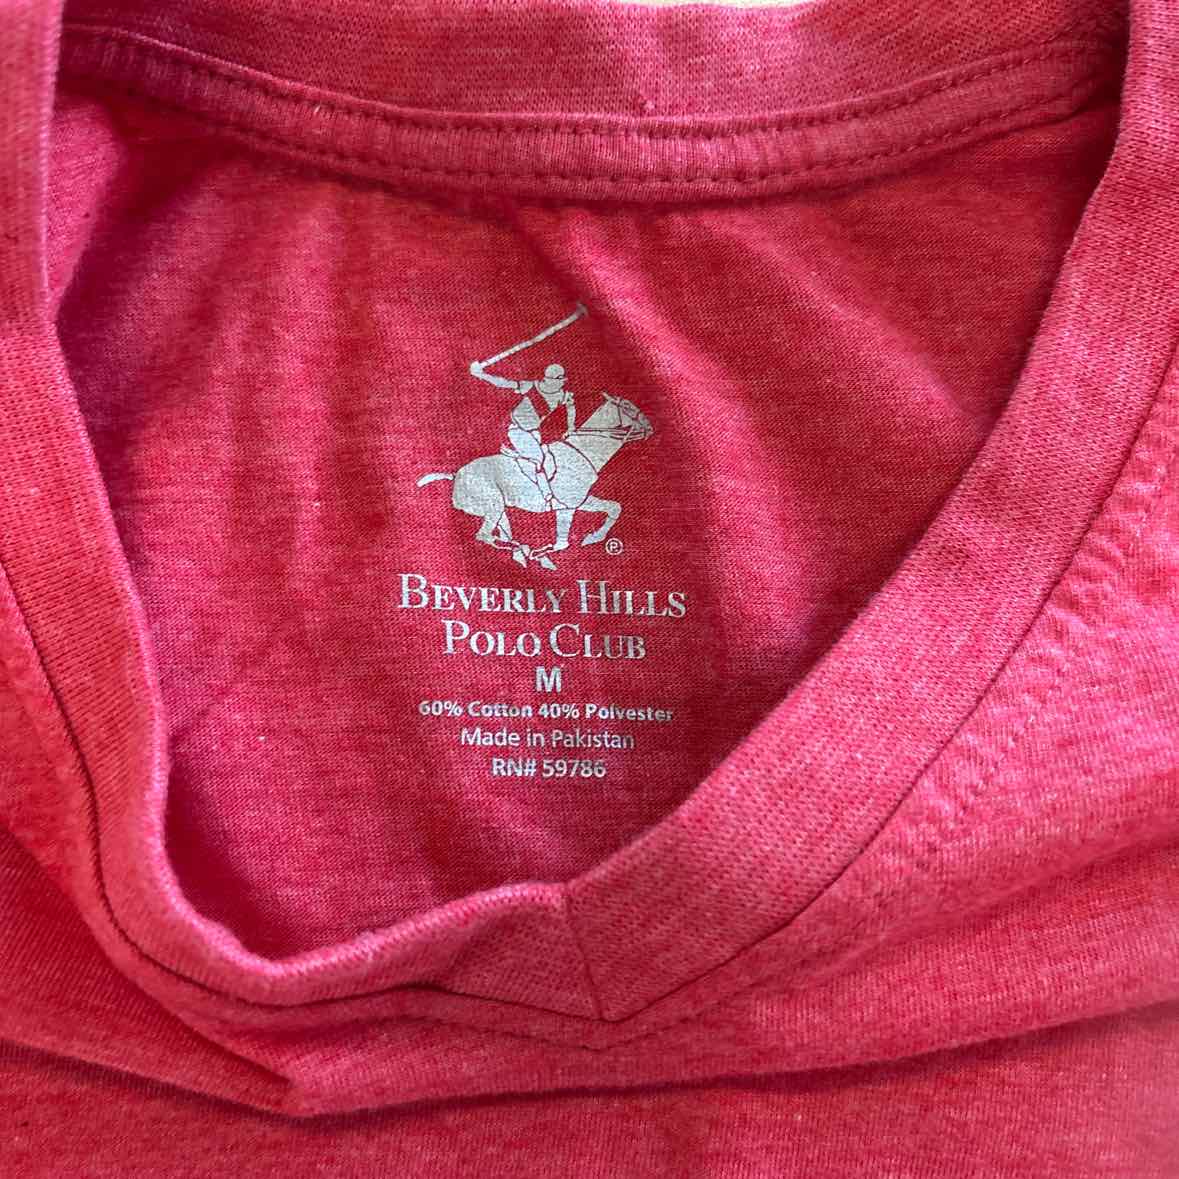 ®
BEVERLY HILLS
POLO CLUB
M
60% Cotton 40% Polyester
Made in Pakistan
RN# 59786